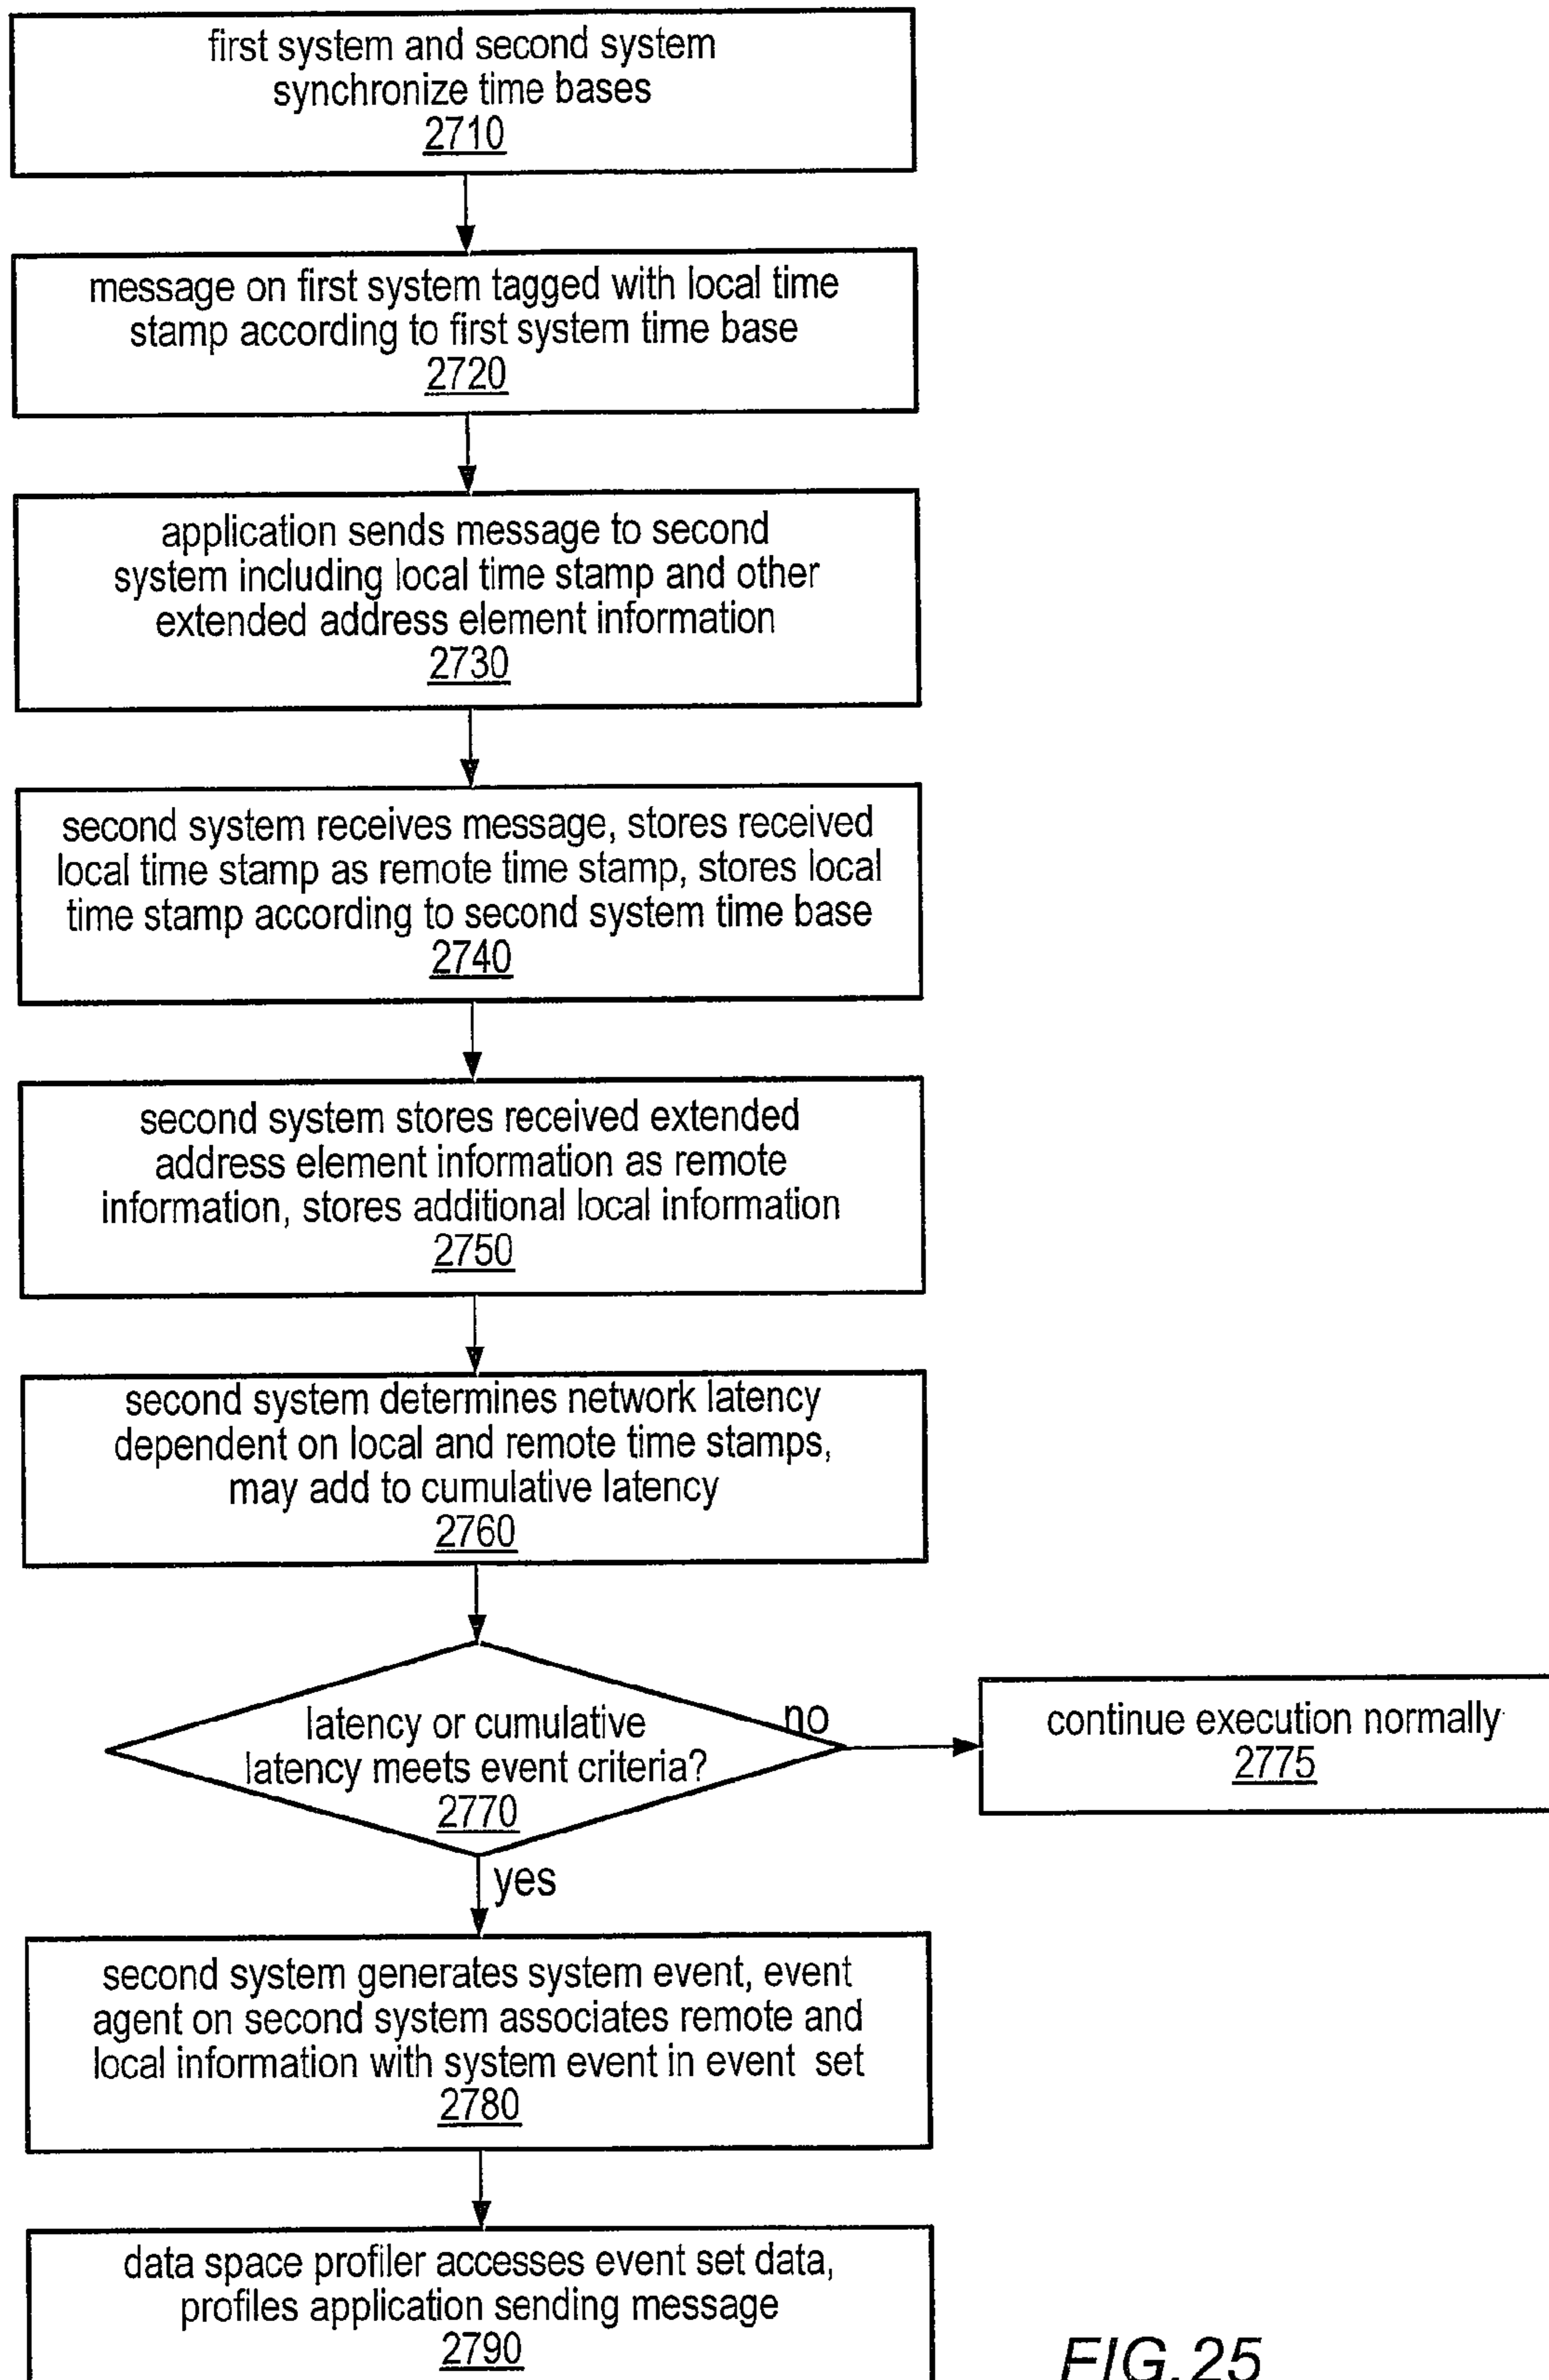 first system and second system
synchronize time bases
2710
message on first system tagged with local time
stamp according to first system time base
2720
application sends message to second
system including local time stamp and other
extended address element information
2730
second system receives message, stores received
local time stamp as remote time stamp, stores local
time stamp according to second system time base
2740
second system stores received extended
address element information as remote
information, stores additional local information
2750
second system determines network latency
dependent on local and remote time stamps,
may add to cumulative latency
2760
latency or cumulative
latency meets event criteria?
2770
no
continue execution normally
2775
yes
second system generates system event, event
agent on second system associates remote and
local information with system event in event set
2780
data space profiler accesses event set data,
profiles application sending message
2790
FIG.25